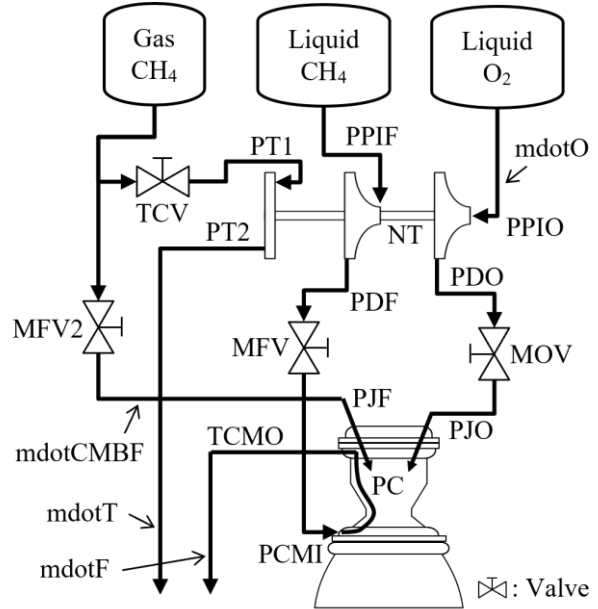 Gas
CH4
Liquid
CH4
Liquid
O2
PPIF
mdotO
PT1
TCV
PT2
NT
PPIO
PDF
PDO
MFV2
MFV
MOV
PJF
PJO
mdotCMBF
TCMO
PC
mdotT
PCMI
mdotF
: Valve